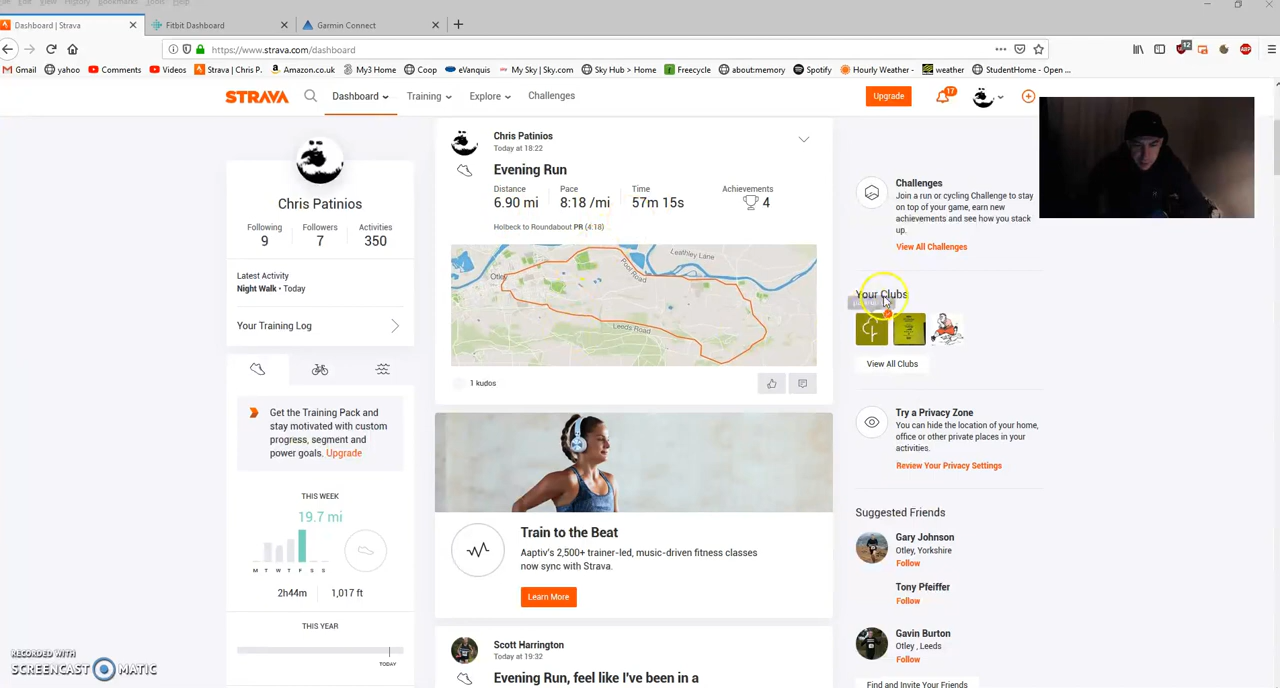 Dashboard | Strava
Fitbit Dashboard
Garmin Connect
https://www.strava.com/dashboard
Gmail
yahoo
Comments
Videos
Strava | Chris P.
Amazon.co.uk
My3 Home
Coop
eVanquis
My Sky | Sky.com
Sky Hub > Home
Freecycle
about:memory
Spotify
Hourly Weather -
weather
StudentHome - Open ...
12
ABP
STRAVA
Dashboard
Training
Explore
Challenges
Upgrade
17
Chris Patinios
Following
9
Followers
7
Activities
350
Latest Activity
Night Walk • Today
Your Training Log
Get the Training Pack and
stay motivated with custom
progress, segment and
power goals. Upgrade
THIS WEEK
19.7 mi
M T W T F S S
2h44m
1,017 ft
THIS YEAR
TODAY
Chris Patinios
Today at 18:22
Evening Run
Distance
6.90 mi
Pace
8:18 /mi
Time
57m 15s
Achievements
4
Holbeck to Roundabout PR (4:18)
Otley
Pool Road
Leathley Lane
Leeds Road
1 kudos
Train to the Beat
Aaptiv's 2,500+ trainer-led, music-driven fitness classes
now sync with Strava.
Learn More
Scott Harrington
Today at 19:32
Evening Run, feel like I've been in a
Challenges
Join a run or cycling Challenge to stay
on top of your game, earn new
achievements and see how you stack
up.
View All Challenges
Your Clubs
View All Clubs
Try a Privacy Zone
You can hide the location of your home,
office or other private places in your
activities.
Review Your Privacy Settings
Suggested Friends
Gary Johnson
Otley, Yorkshire
Follow
Tony Pfeiffer
Follow
Gavin Burton
Otley , Leeds
Follow
Find and Invite Your Friends
RECORDED WITH
SCREENCAST MATIC